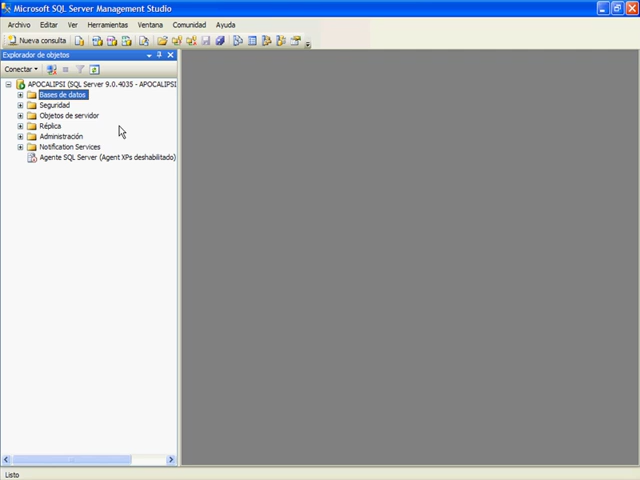 Microsoft SQL Server Management Studio
Archivo Editar Ver Herramientas Ventana Comunidad Ayuda
Nueva consulta
Explorador de objetos
Conectar
APOCALIPSI (SQL Server 9.0.4035 - APOCALIPSI
Bases de datos
Seguridad
Objetos de servidor
Réplica
Administración
Notification Services
Agente SQL Server (Agent XPs deshabilitado)
Listo